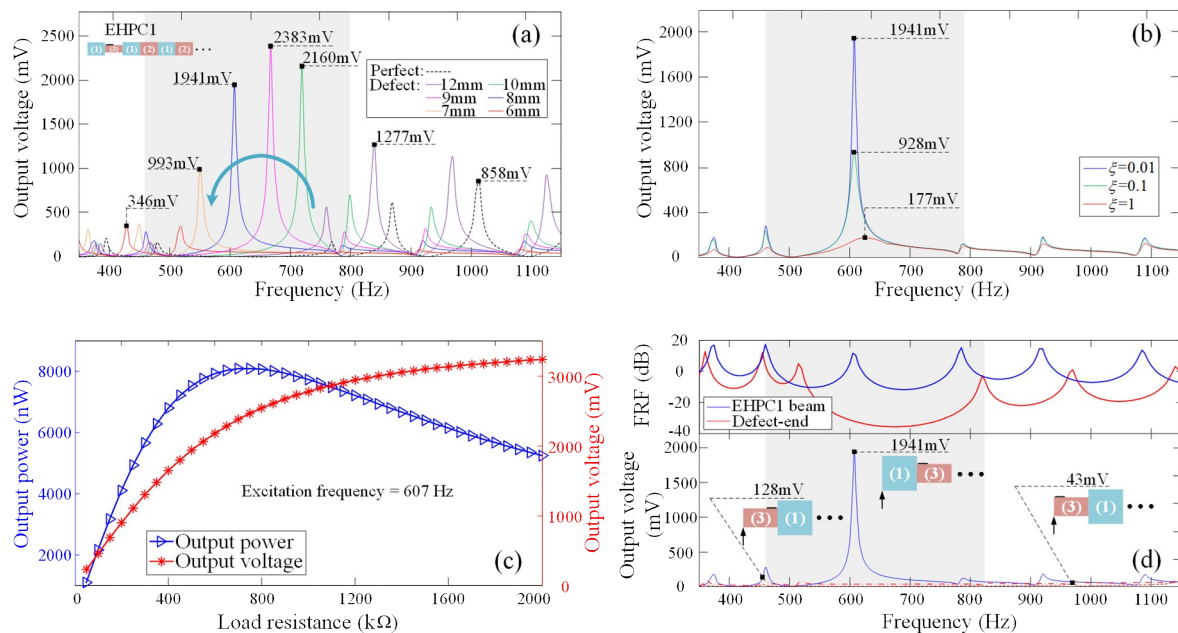 EHPC1
(1) (3) (1) (2) (1) (2) ...
(a)
2383mV
2160mV
1941mV
1277mV
993mV
858mV
346mV
Perfect:
Defect: 12mm 10mm
9mm 8mm
7mm 6mm
Output voltage (mV)
2500
2000
1500
1000
500
0
400 500 600 700 800 900 1000 1100
Frequency (Hz)
(b)
1941mV
928mV
177mV
ξ=0.01
ξ=0.1
ξ=1
Output voltage (mV)
2000
1600
1200
800
400
0
400 500 600 700 800 900 1000 1100
Frequency (Hz)
(c)
Excitation frequency = 607 Hz
Output power
Output voltage
Output power (nW)
8000
6000
4000
2000
Output voltage (mV)
3000
2000
1000
0
0 400 800 1200 1600 2000
Load resistance (kΩ)
FRF (dB)
20
0
-20
-40
EHPC1 beam
Defect-end
(d)
1941mV
(1) (3) •••
128mV
(3) (1) •••
43mV
(3) (1) •••
Output voltage
(mV)
2000
1500
1000
500
0
400 500 600 700 800 900 1000 1100
Frequency (Hz)